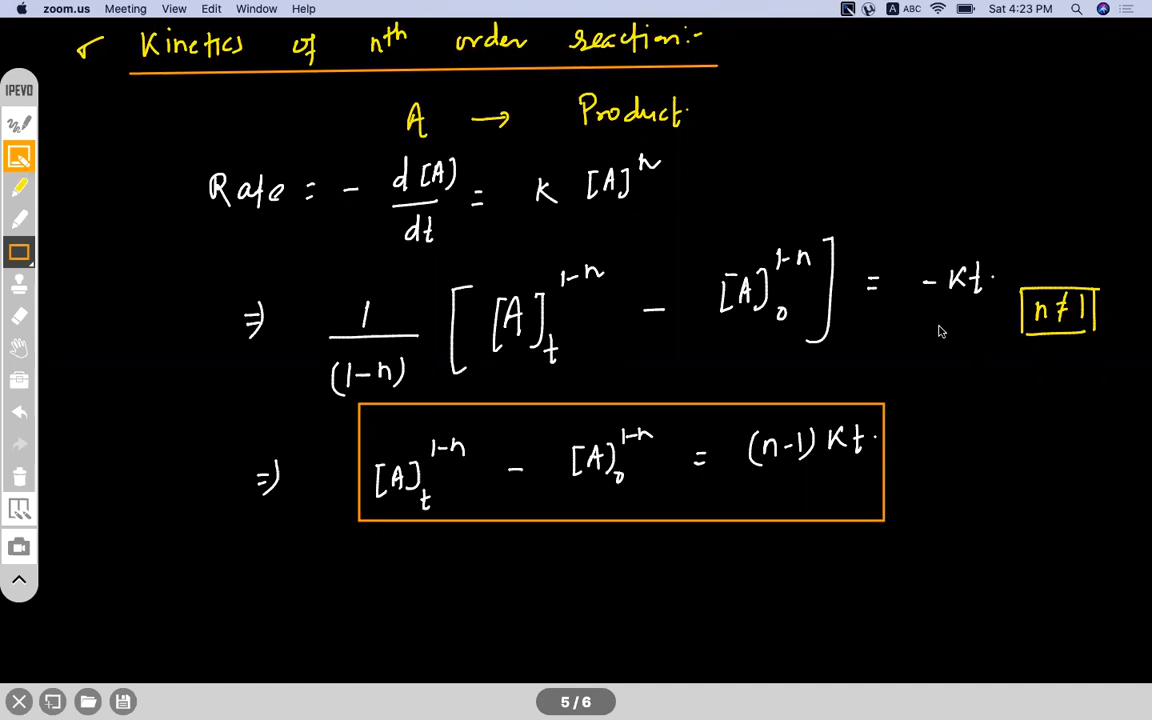 zoom.us Meeting View Edit Window Help ABC Sat 4:23 PM
Kinetics of nth order reaction:-
IPEVO
A → Product.
Rate = - d[A]/dt = K [A]^n
⇒ 1/(1-n) [ [A]_t^1-n - [A]_0^1-n ] = - Kt.
n ≠ 1
⇒ [A]_t^1-n - [A]_0^1-n = (n-1) Kt.
5 / 6